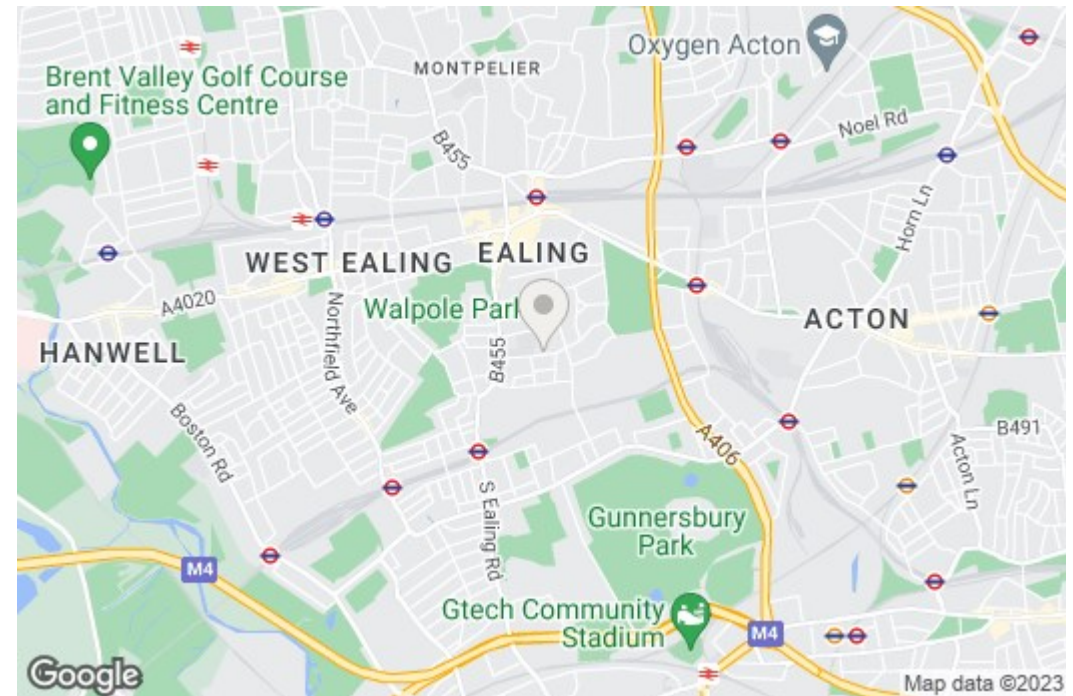 Oxygen Acton
Brent Valley Golf Course
and Fitness Centre
MONTPELIER
Noel Rd
B455
Horn Ln
WEST EALING
EALING
A4020
Walpole Park
ACTON
HANWELL
Northfield Ave
B455
Boston Rd
A406
B491
Acton Ln
S Ealing Rd
Gunnersbury
Park
M4
Gtech Community
Stadium
M4
Google
Map data ©2023